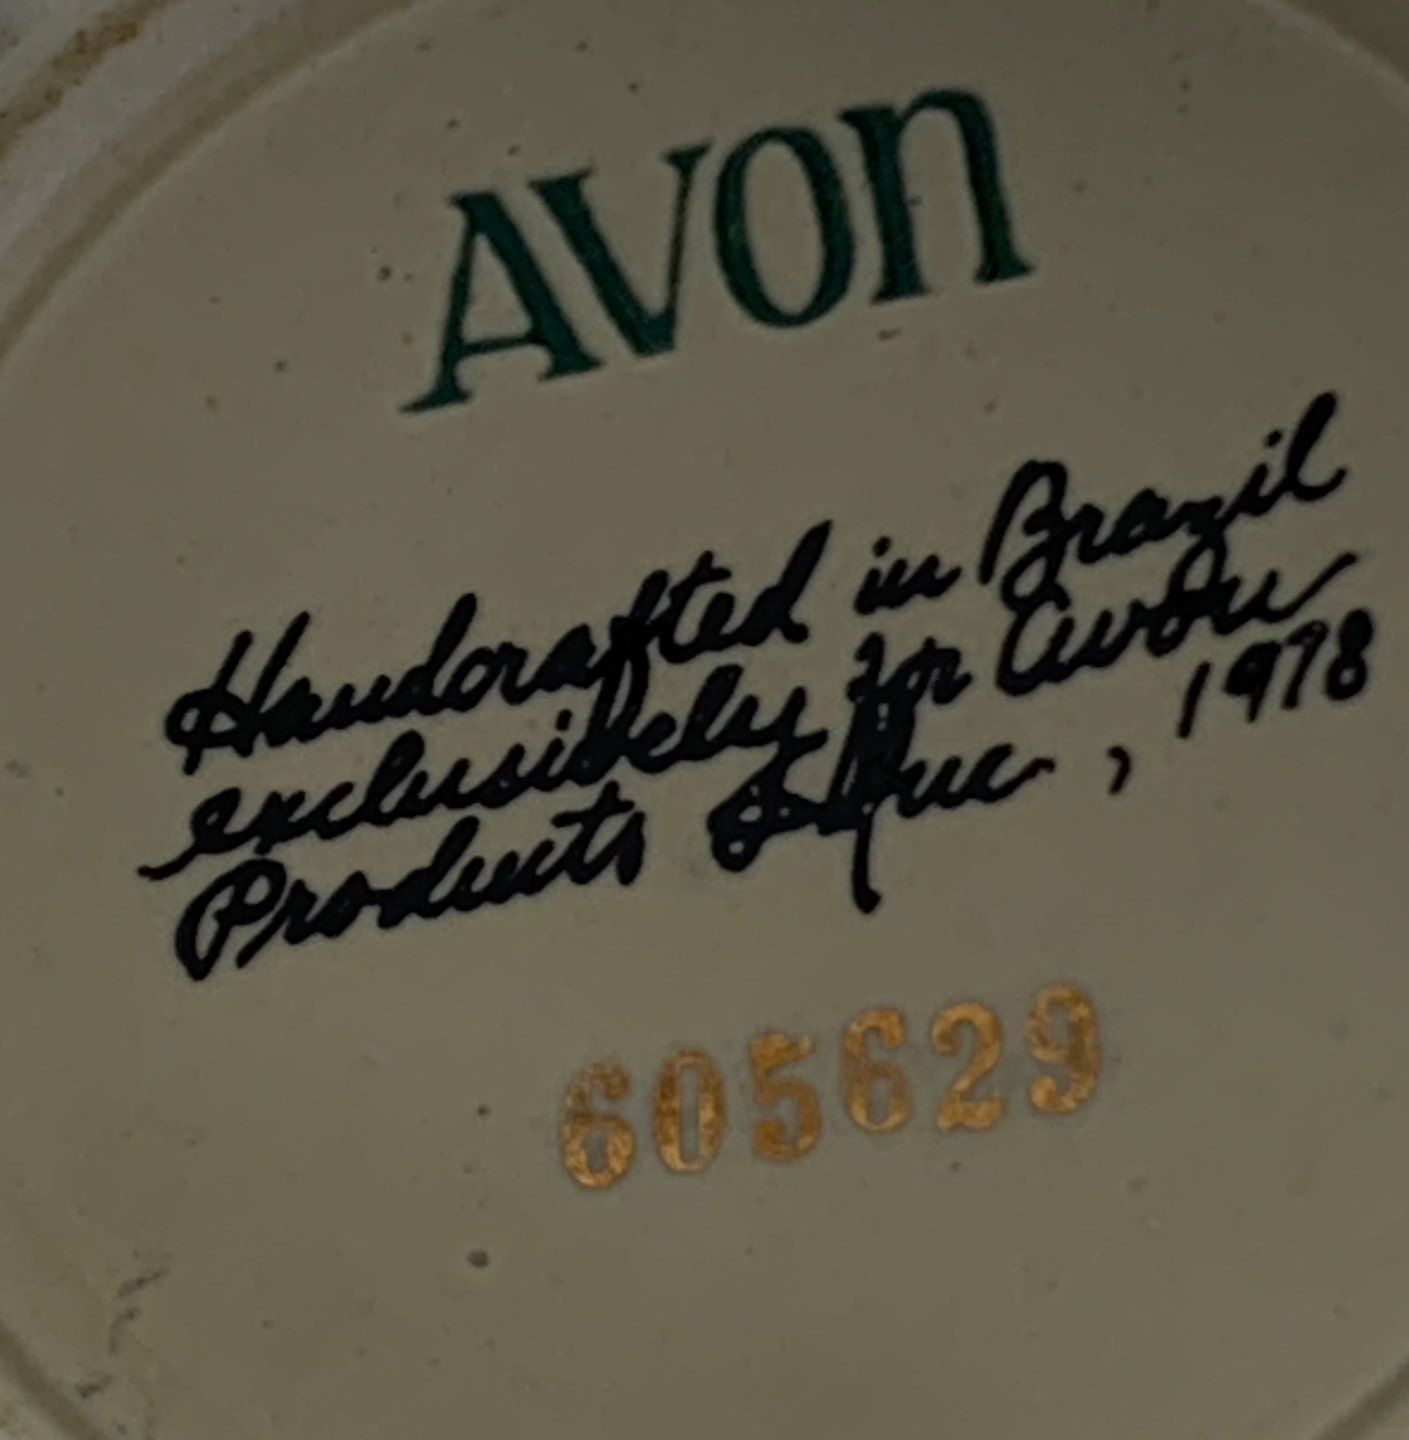 AVON
Handcrafted in Brazil
exclusively for Avon
Products Inc., 1978
605629